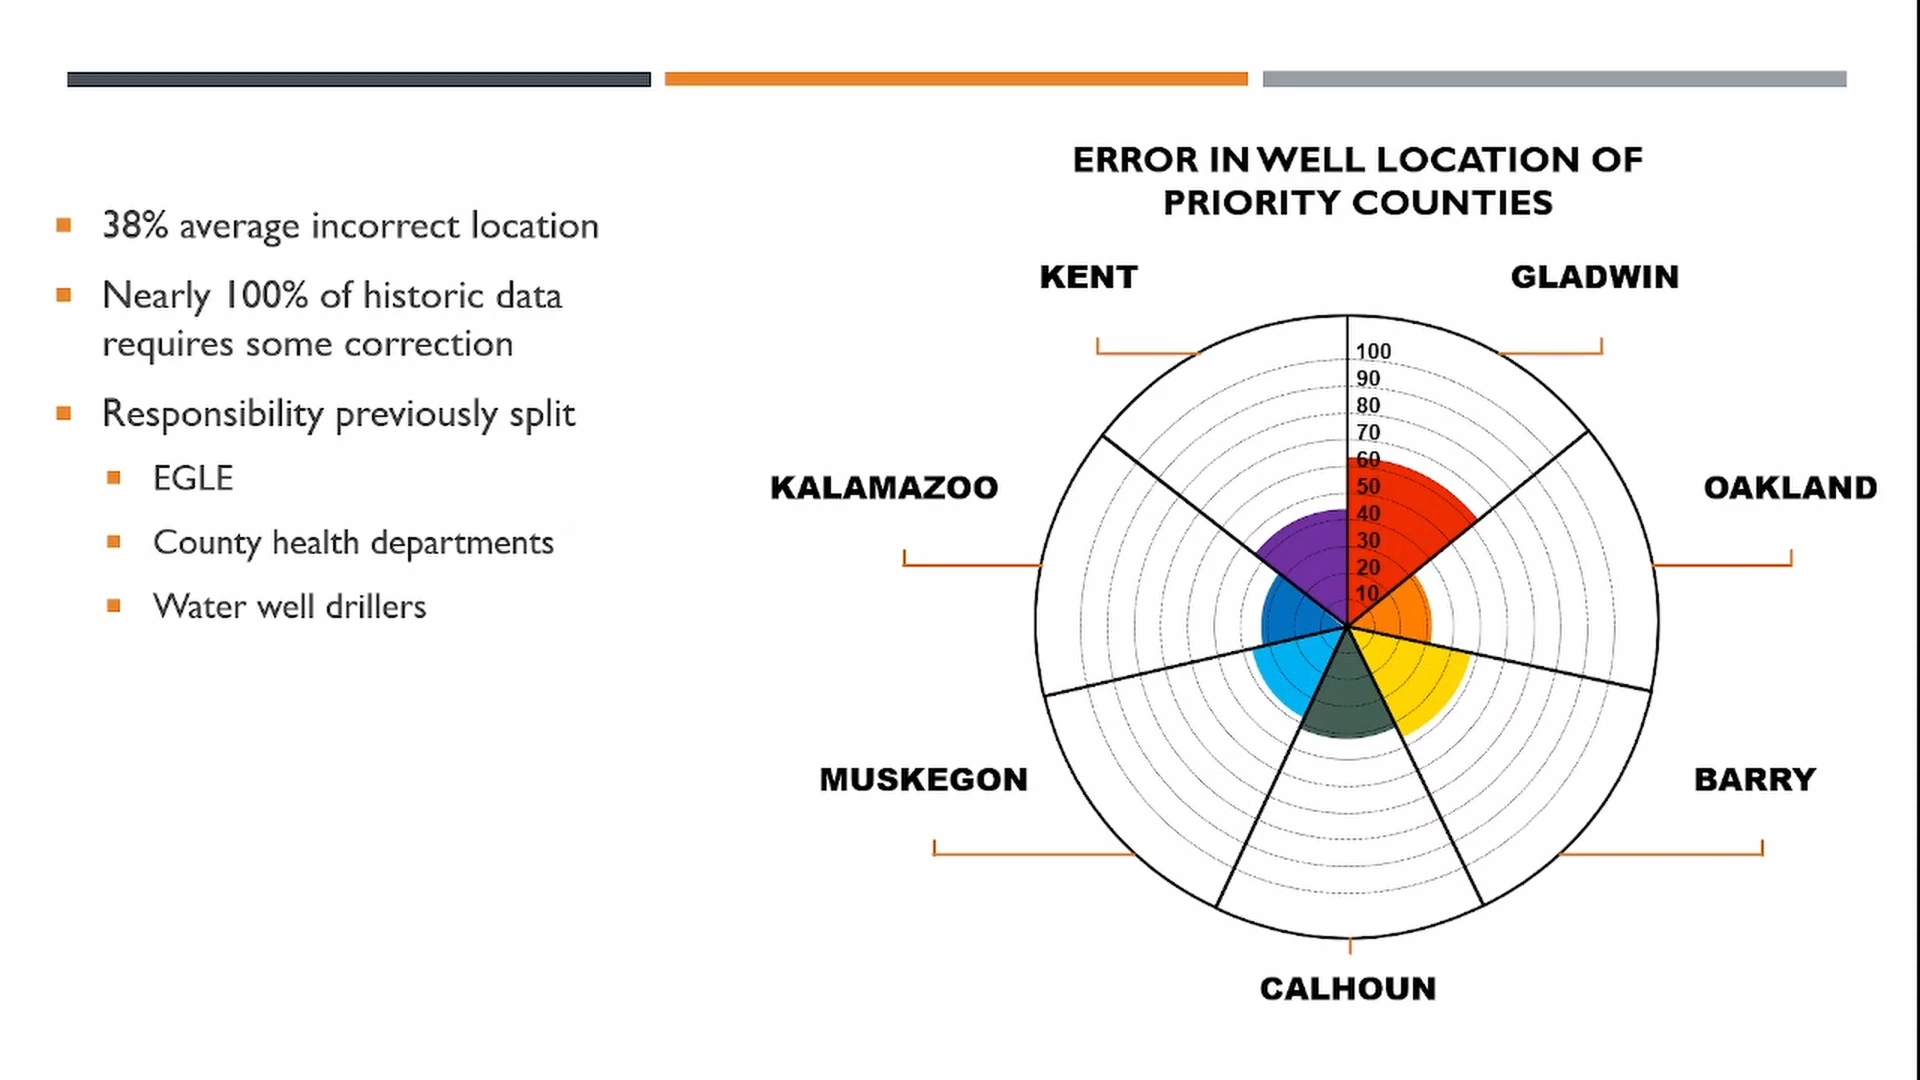 38% average incorrect location
Nearly 100% of historic data
requires some correction
Responsibility previously split
EGLE
County health departments
Water well drillers
ERROR IN WELL LOCATION OF
PRIORITY COUNTIES
KENT
GLADWIN
100
90
80
70
60
50
40
30
20
10
KALAMAZOO
OAKLAND
MUSKEGON
BARRY
CALHOUN